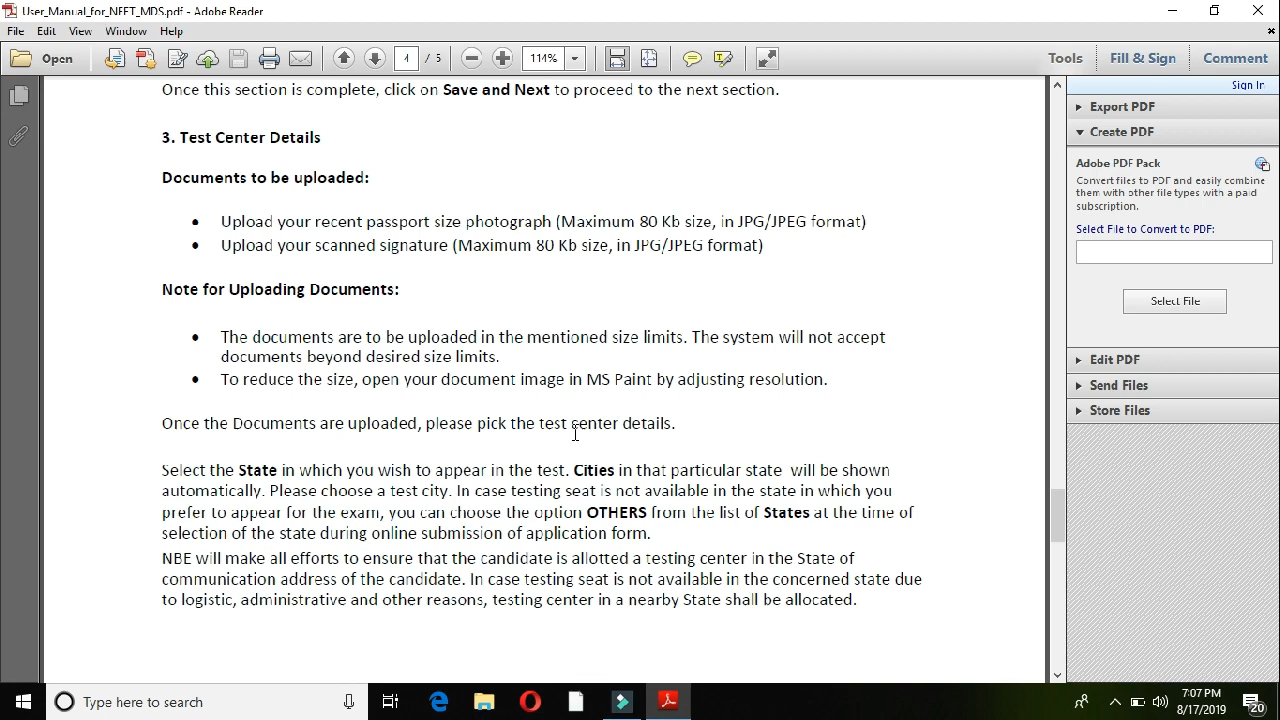 User_Manual_for_NEET_MDS.pdf - Adobe Reader
File Edit View Window Help
Open 4 / 5 114% Tools Fill & Sign Comment
Sign In
Once this section is complete, click on Save and Next to proceed to the next section.
3. Test Center Details
Documents to be uploaded:
• Upload your recent passport size photograph (Maximum 80 Kb size, in JPG/JPEG format)
• Upload your scanned signature (Maximum 80 Kb size, in JPG/JPEG format)
Note for Uploading Documents:
• The documents are to be uploaded in the mentioned size limits. The system will not accept
documents beyond desired size limits.
• To reduce the size, open your document image in MS Paint by adjusting resolution.
Once the Documents are uploaded, please pick the test center details.
Select the State in which you wish to appear in the test. Cities in that particular state will be shown
automatically. Please choose a test city. In case testing seat is not available in the state in which you
prefer to appear for the exam, you can choose the option OTHERS from the list of States at the time of
selection of the state during online submission of application form.
NBE will make all efforts to ensure that the candidate is allotted a testing center in the State of
communication address of the candidate. In case testing seat is not available in the concerned state due
to logistic, administrative and other reasons, testing center in a nearby State shall be allocated.
Export PDF
Create PDF
Adobe PDF Pack
Convert files to PDF and easily combine
them with other file types with a paid
subscription.
Select File to Convert to PDF:
Select File
Edit PDF
Send Files
Store Files
Type here to search
7:07 PM
8/17/2019
20